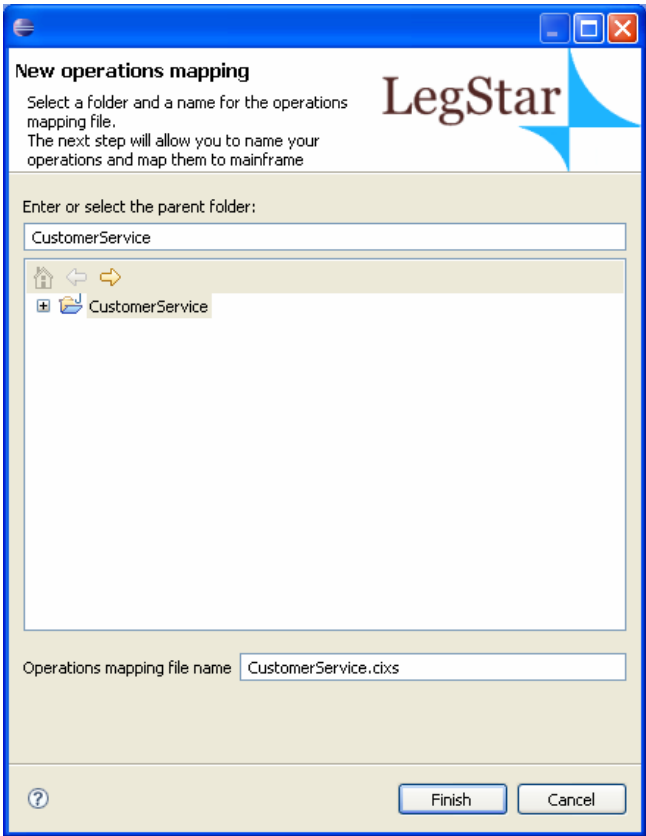 New operations mapping
Select a folder and a name for the operations
mapping file.
The next step will allow you to name your
operations and map them to mainframe
LegStar
Enter or select the parent folder:
CustomerService
CustomerService
Operations mapping file name CustomerService.cixs
?
Finish Cancel